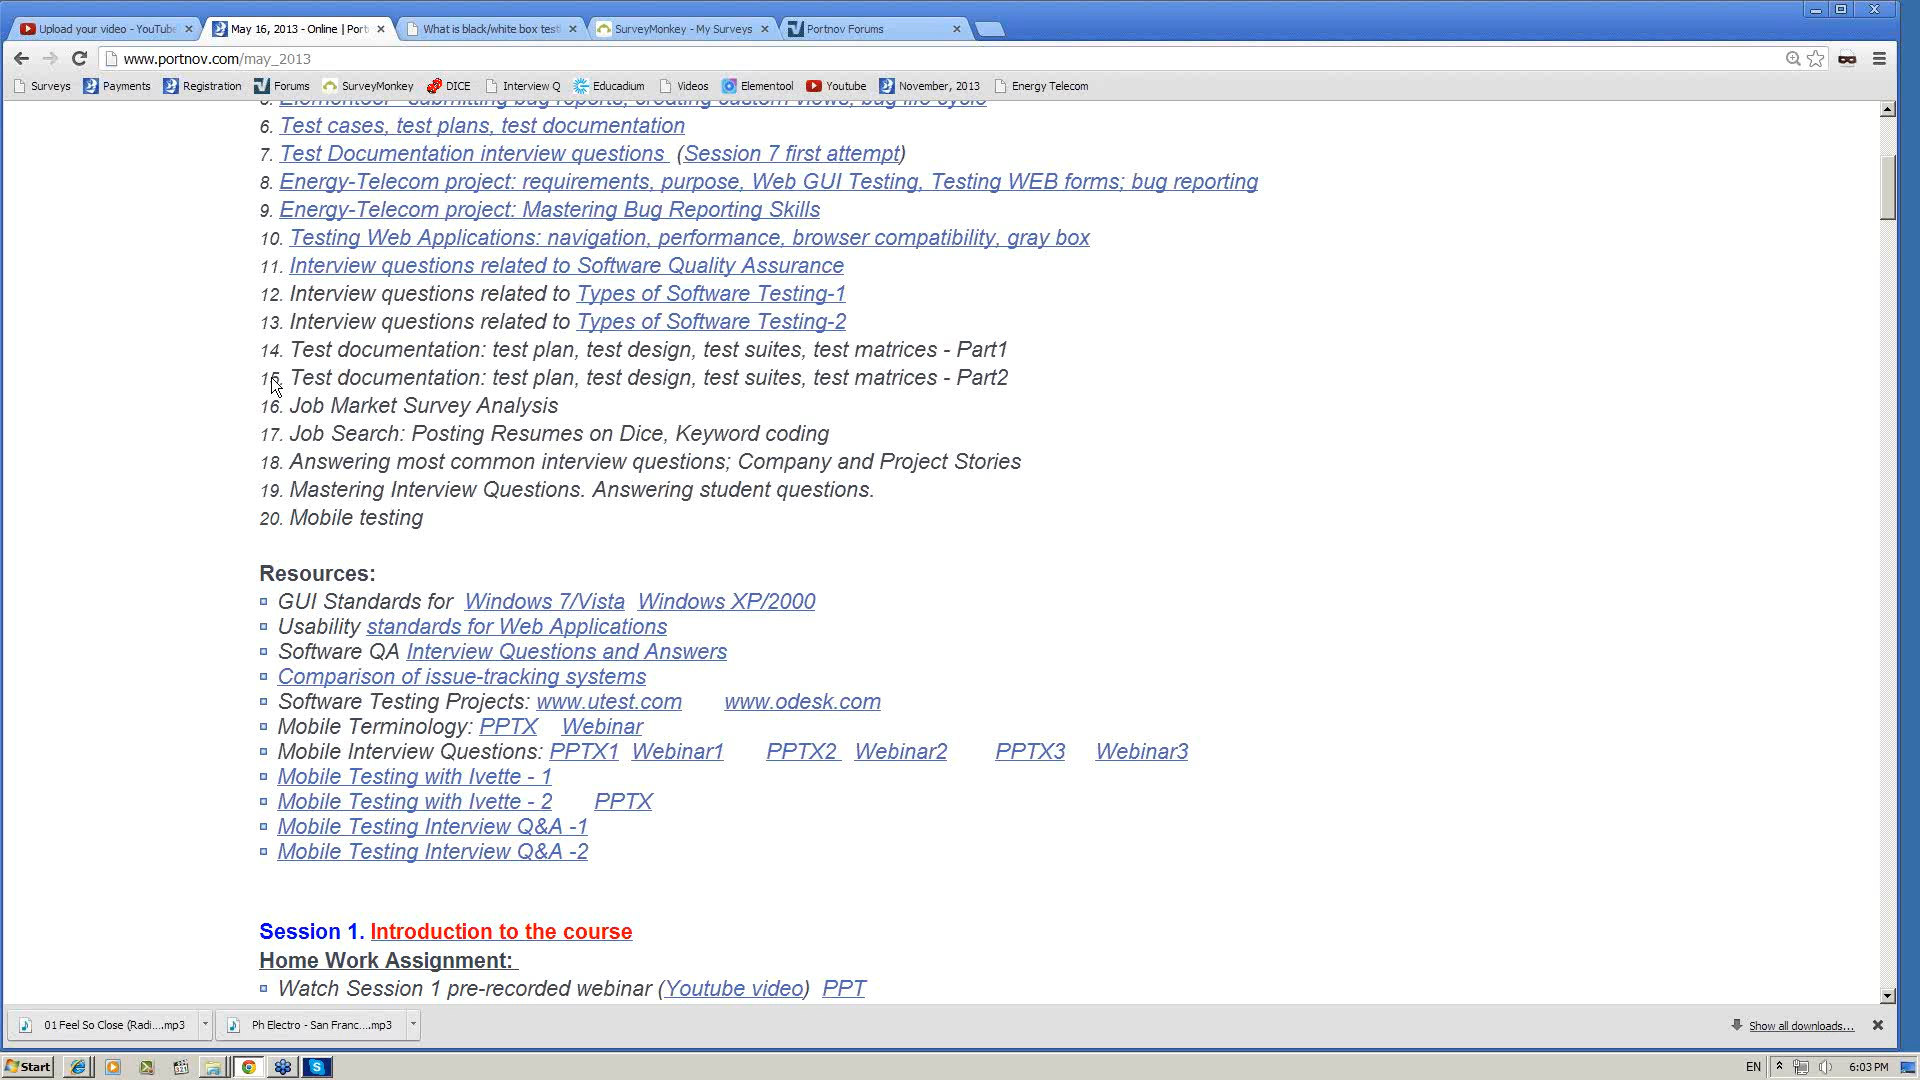 Upload your video - YouTube
May 16, 2013 - Online | Port
What is black/white box test
SurveyMonkey - My Surveys
Portnov Forums
www.portnov.com/may_2013
Surveys
Payments
Registration
Forums
SurveyMonkey
DICE
Interview Q
Educadium
Videos
Elementool
Youtube
November, 2013
Energy Telecom
5. Elementool - submitting bug reports, creating custom views, bug life cycle
6. Test cases, test plans, test documentation
7. Test Documentation interview questions (Session 7 first attempt)
8. Energy-Telecom project: requirements, purpose, Web GUI Testing, Testing WEB forms; bug reporting
9. Energy-Telecom project: Mastering Bug Reporting Skills
10. Testing Web Applications: navigation, performance, browser compatibility, gray box
11. Interview questions related to Software Quality Assurance
12. Interview questions related to Types of Software Testing-1
13. Interview questions related to Types of Software Testing-2
14. Test documentation: test plan, test design, test suites, test matrices - Part1
15. Test documentation: test plan, test design, test suites, test matrices - Part2
16. Job Market Survey Analysis
17. Job Search: Posting Resumes on Dice, Keyword coding
18. Answering most common interview questions; Company and Project Stories
19. Mastering Interview Questions. Answering student questions.
20. Mobile testing
Resources:
GUI Standards for Windows 7/Vista Windows XP/2000
Usability standards for Web Applications
Software QA Interview Questions and Answers
Comparison of issue-tracking systems
Software Testing Projects: www.utest.com www.odesk.com
Mobile Terminology: PPTX Webinar
Mobile Interview Questions: PPTX1 Webinar1 PPTX2 Webinar2 PPTX3 Webinar3
Mobile Testing with Ivette - 1
Mobile Testing with Ivette - 2 PPTX
Mobile Testing Interview Q&A -1
Mobile Testing Interview Q&A -2
Session 1. Introduction to the course
Home Work Assignment:
Watch Session 1 pre-recorded webinar (Youtube video) PPT
01 Feel So Close (Radi....mp3
Ph Electro - San Franc....mp3
Show all downloads...
Start
EN
6:03 PM